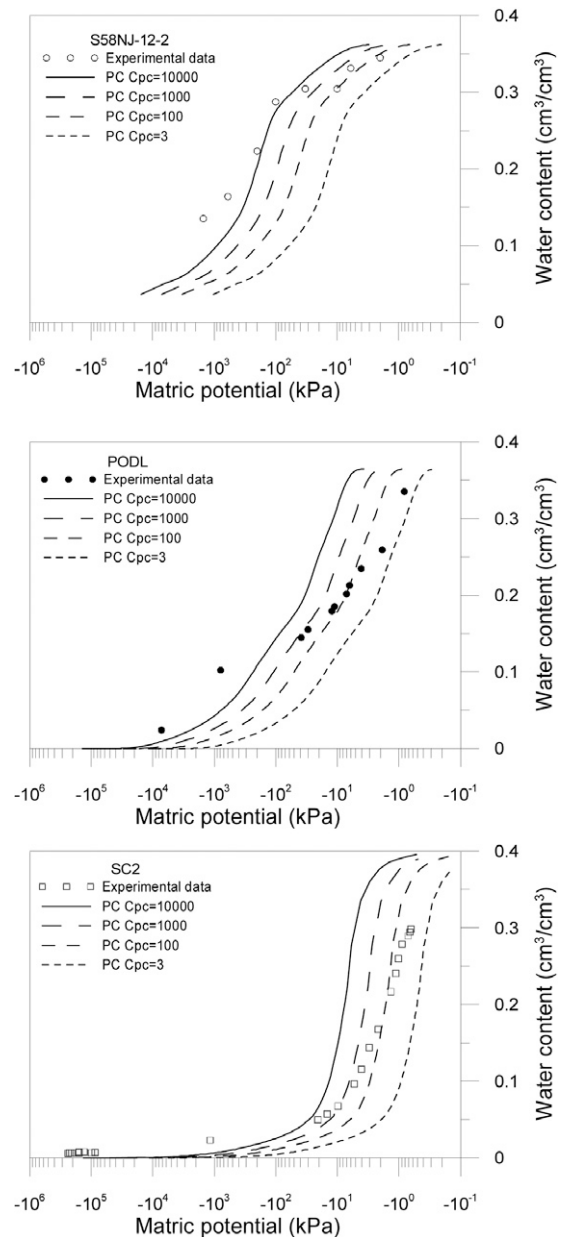 S58NJ-12-2
Experimental data
PC Cpc=10000
PC Cpc=1000
PC Cpc=100
PC Cpc=3
0.4
0.3
0.2
0.1
0
Water content (cm³/cm³)
-10⁶ -10⁵ -10⁴ -10³ -10² -10¹ -10⁰ -10⁻¹
Matric potential (kPa)
PODL
Experimental data
PC Cpc=10000
PC Cpc=1000
PC Cpc=100
PC Cpc=3
0.4
0.3
0.2
0.1
0
Water content (cm³/cm³)
-10⁶ -10⁵ -10⁴ -10³ -10² -10¹ -10⁰ -10⁻¹
Matric potential (kPa)
SC2
Experimental data
PC Cpc=10000
PC Cpc=1000
PC Cpc=100
PC Cpc=3
0.4
0.3
0.2
0.1
0
Water content (cm³/cm³)
-10⁶ -10⁵ -10⁴ -10³ -10² -10¹ -10⁰ -10⁻¹
Matric potential (kPa)